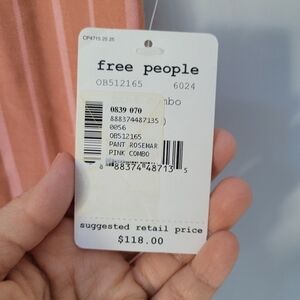 CP4715 25 25
free people
OB512165 6024
mbo
0839 070
888374487135
0056
OB512165
)
PANT ROSEMAR
PINK COMBO
8 88374 48713 5
suggested retail price
$118.00